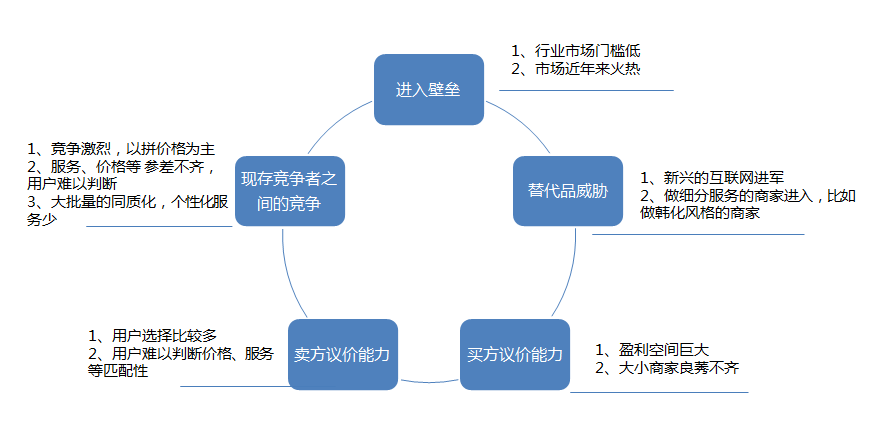 进入壁垒
1、行业市场门槛低
2、市场近年来火热
替代品威胁
1、新兴的互联网进军
2、做细分服务的商家进入，比如
做韩化风格的商家
买方议价能力
1、盈利空间巨大
2、大小商家良莠不齐
卖方议价能力
1、用户选择比较多
2、用户难以判断价格、服务
等匹配性
现存竞争者之
间的竞争
1、竞争激烈，以拼价格为主
2、服务、价格等 参差不齐，
用户难以判断
3、大批量的同质化，个性化服
务少